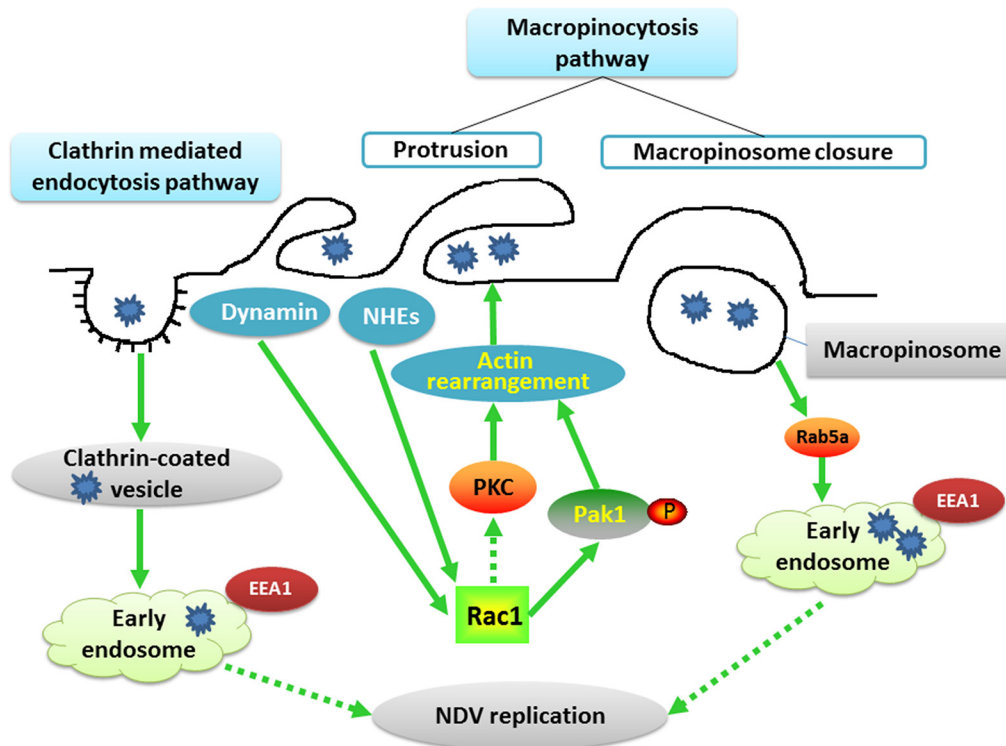 Macropinocytosis
pathway
Clathrin mediated
endocytosis pathway
Protrusion
Macropinosome closure
Dynamin
NHEs
Actin
rearrangement
Macropinosome
Clathrin-coated
vesicle
PKC
Pak1
P
Rab5a
EEA1
Early
endosome
EEA1
Early
endosome
Rac1
NDV replication